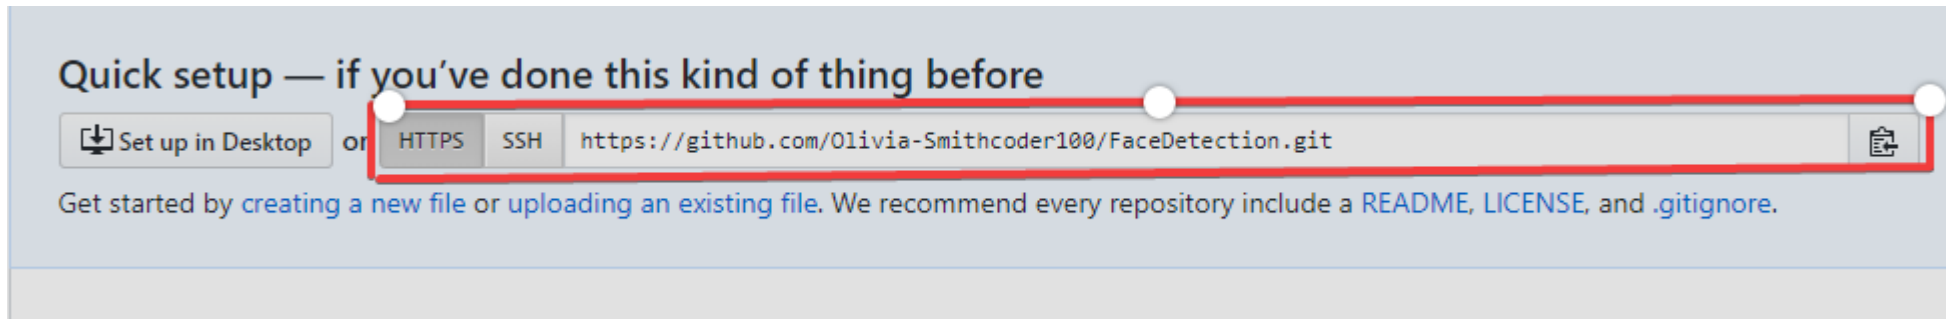 Quick setup — if you’ve done this kind of thing before
Set up in Desktop or HTTPS SSH https://github.com/Olivia-Smithcoder100/FaceDetection.git
Get started by creating a new file or uploading an existing file. We recommend every repository include a README, LICENSE, and .gitignore.